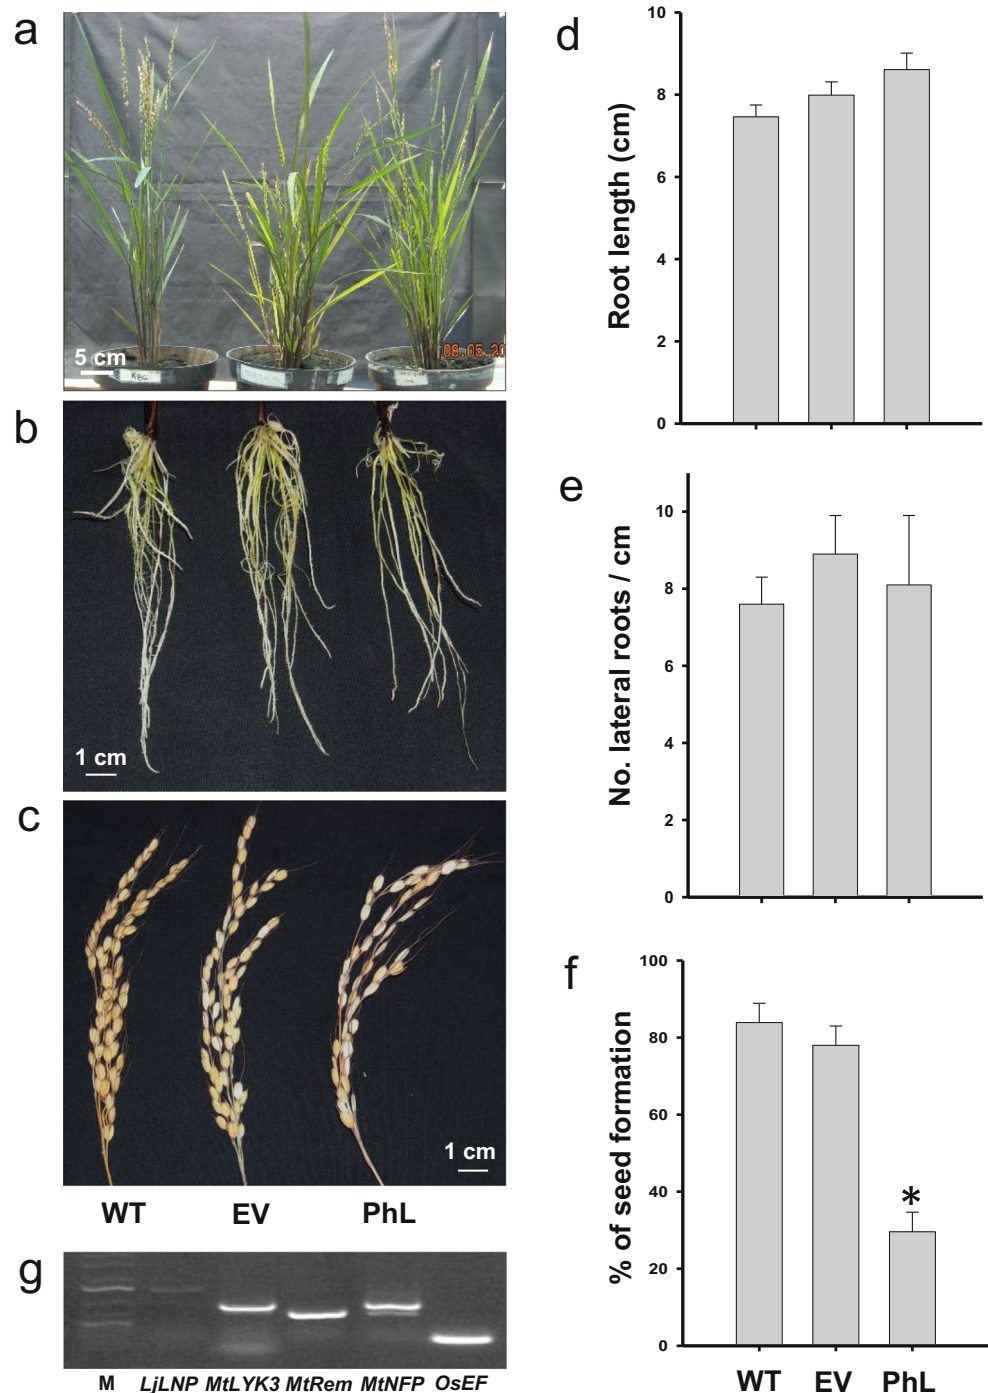 a
5 cm
08.05.20
b
1 cm
c
1 cm
WT EV PhL
g
M LjLNP MtLYK3 MtRem MtNFP OsEF
d
Root length (cm)
10
8
6
4
2
0
e
No. lateral roots / cm
10
8
6
4
2
0
f
% of seed formation
100
80
60
40
20
0
*
WT EV PhL